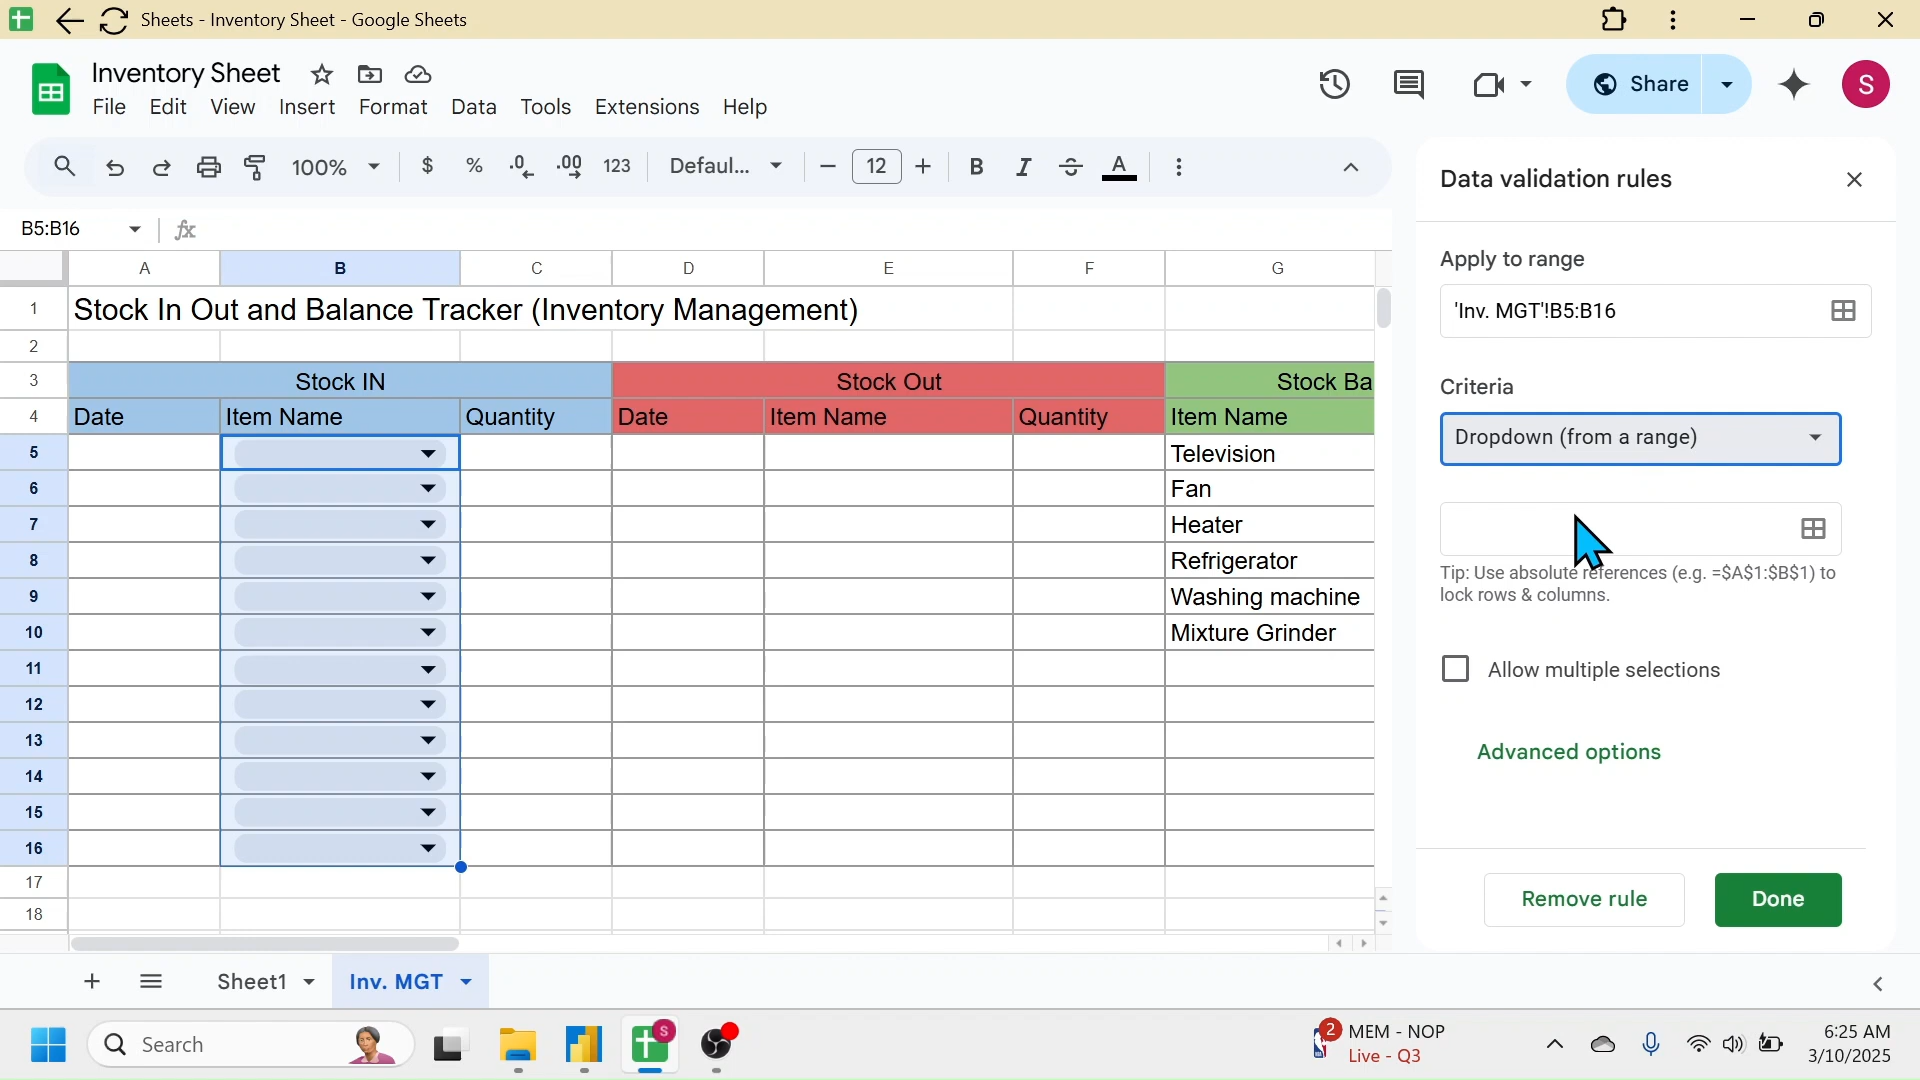 Sheets - Inventory Sheet - Google Sheets
Inventory Sheet
File Edit View Insert Format Data Tools Extensions Help
Share
S
100% $ % .0 .00 123 Defaul... 12 B I S A
B5:B16 fx
A B C D E F G
1 Stock In Out and Balance Tracker (Inventory Management)
2
3 Stock IN Stock Out Stock Ba
4 Date Item Name Quantity Date Item Name Quantity Item Name
5 Television
6 Fan
7 Heater
8 Refrigerator
9 Washing machine
10 Mixture Grinder
11
12
13
14
15
16
17
18
Data validation rules
Apply to range
'Inv. MGT'!B5:B16
Criteria
Dropdown (from a range)
Tip: Use absolute references (e.g. =$A$1:$B$1) to
lock rows & columns.
Allow multiple selections
Advanced options
Remove rule Done
Sheet1 Inv. MGT
Search
S
2
MEM - NOP
Live - Q3
6:25 AM
3/10/2025